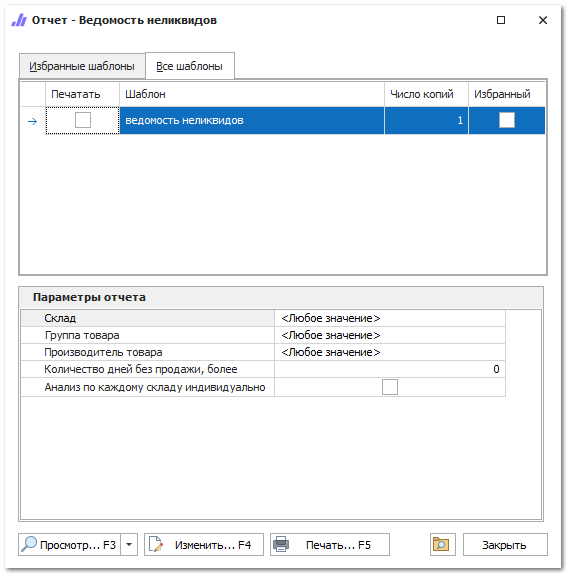 Отчет - Ведомость неликвидов
Избранные шаблоны Все шаблоны
Печатать Шаблон Число копий Избранный
ведомость неликвидов 1
Параметры отчета
Склад <Любое значение>
Группа товара <Любое значение>
Производитель товара <Любое значение>
Количество дней без продажи, более 0
Анализ по каждому складу индивидуально
Просмотр... F3 Изменить... F4 Печать... F5 Закрыть